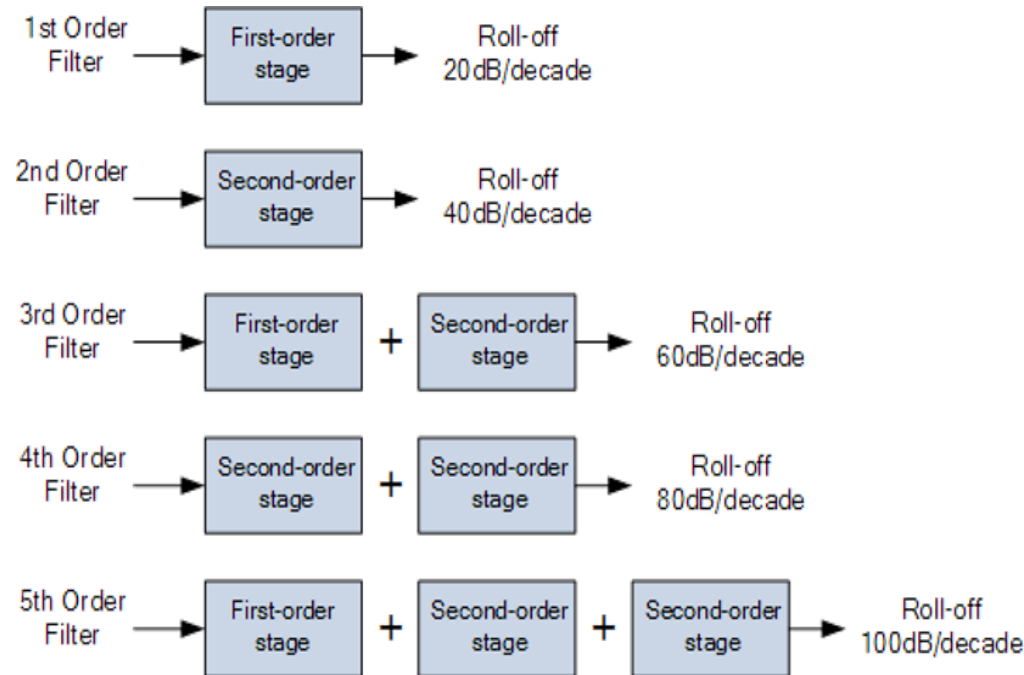 1st Order
Filter
First-order
stage
Roll-off
20dB/decade
2nd Order
Filter
Second-order
stage
Roll-off
40dB/decade
3rd Order
Filter
First-order
stage
+
Second-order
stage
Roll-off
60dB/decade
4th Order
Filter
Second-order
stage
+
Second-order
stage
Roll-off
80dB/decade
5th Order
Filter
First-order
stage
+
Second-order
stage
+
Second-order
stage
Roll-off
100dB/decade